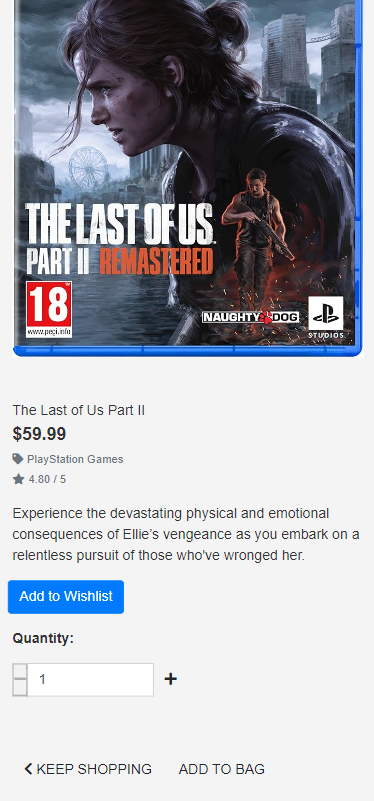 THE LAST OF US
PART II REMASTERED
18
www.pegi.info
NAUGHTY DOG
STUDIOS
The Last of Us Part II
$59.99
PlayStation Games
4.80 / 5
Experience the devastating physical and emotional
consequences of Ellie's vengeance as you embark on a
relentless pursuit of those who've wronged her.
Add to Wishlist
Quantity:
1
KEEP SHOPPING ADD TO BAG